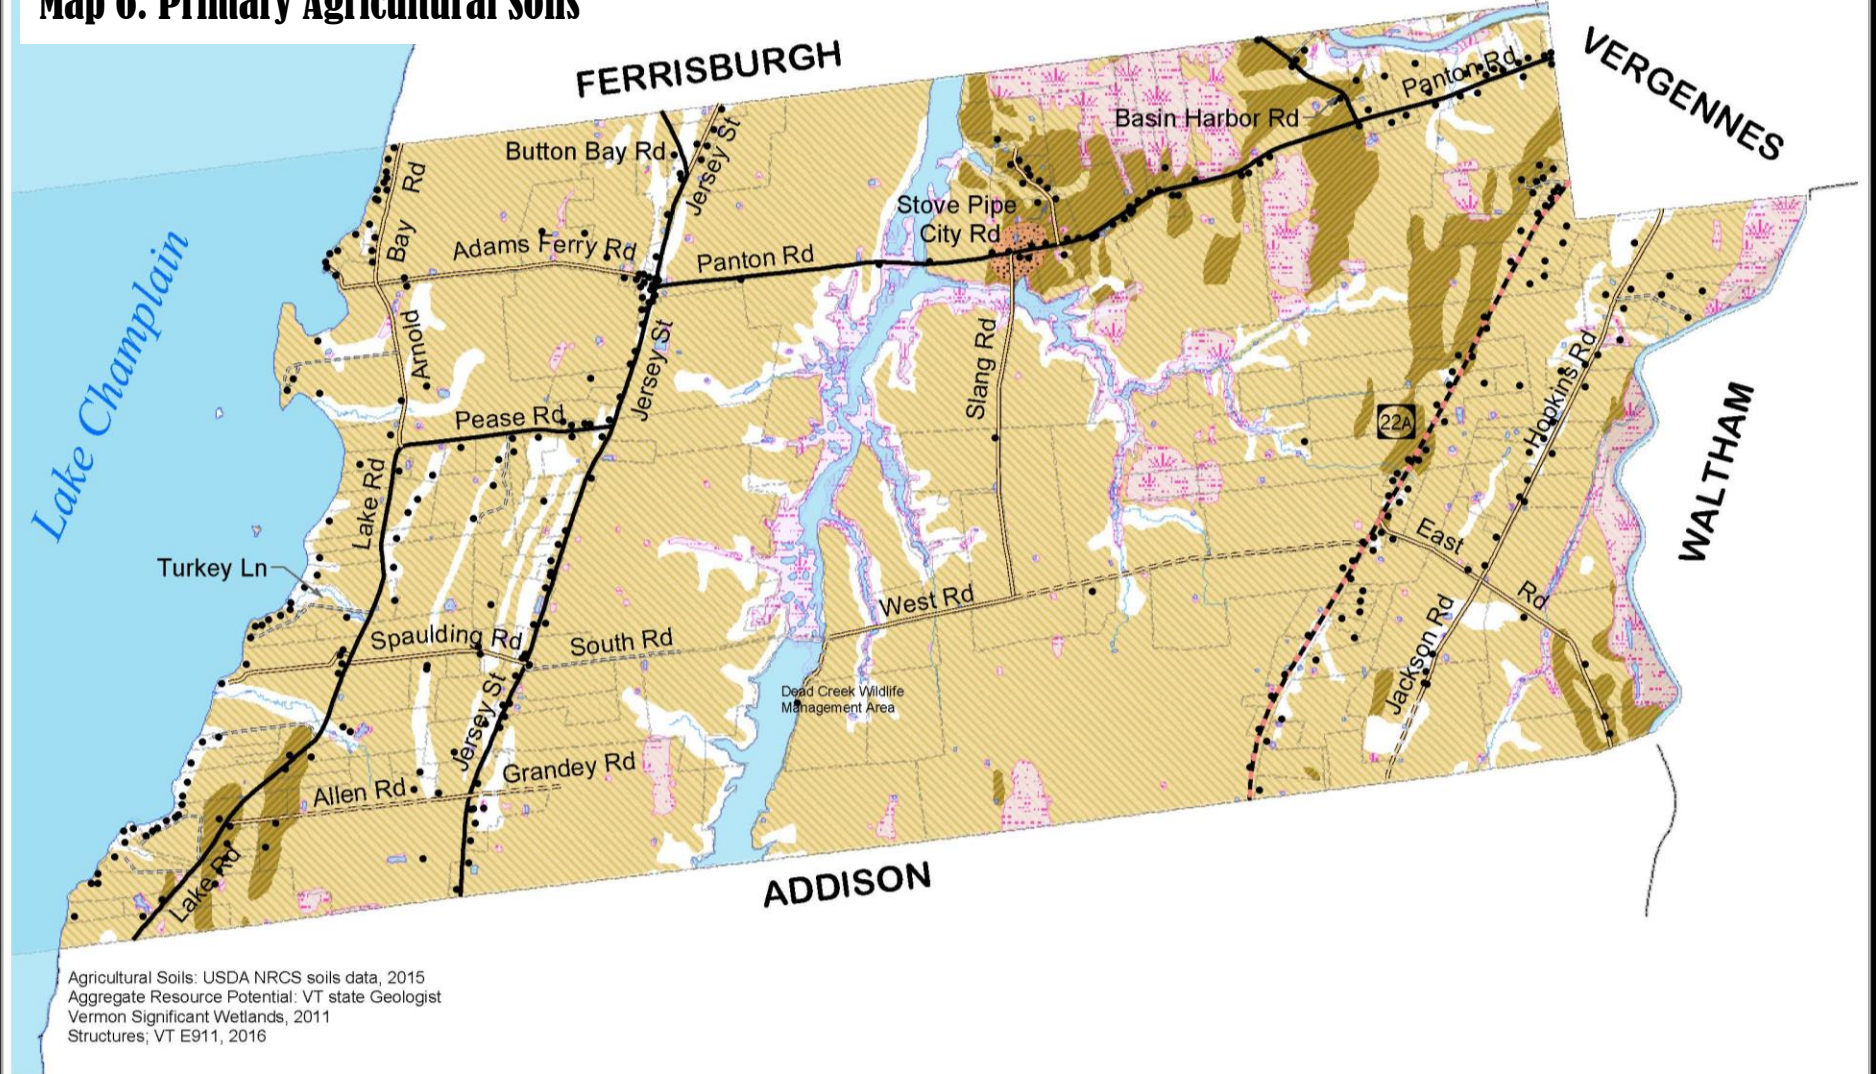 Map 6. Primary Agricultural Soils
FERRISBURGH
VERGENNES
Panton Rd
Basin Harbor Rd
Button Bay Rd
Jersey St
Bay Rd
Stove Pipe
City Rd
Adams Ferry Rd
Panton Rd
Lake Champlain
Arnold
Jersey St
Slang Rd
Hopkins Rd
Pease Rd
22A
WALTHAM
Lake Rd
East Rd
Turkey Ln
West Rd
Spaulding Rd
South Rd
Jackson Rd
Dead Creek Wildlife
Management Area
Jersey St
Grandey Rd
Allen Rd
Lake Rd
ADDISON
Agricultural Soils: USDA NRCS soils data, 2015
Aggregate Resource Potential: VT state Geologist
Vermon Significant Wetlands, 2011
Structures; VT E911, 2016